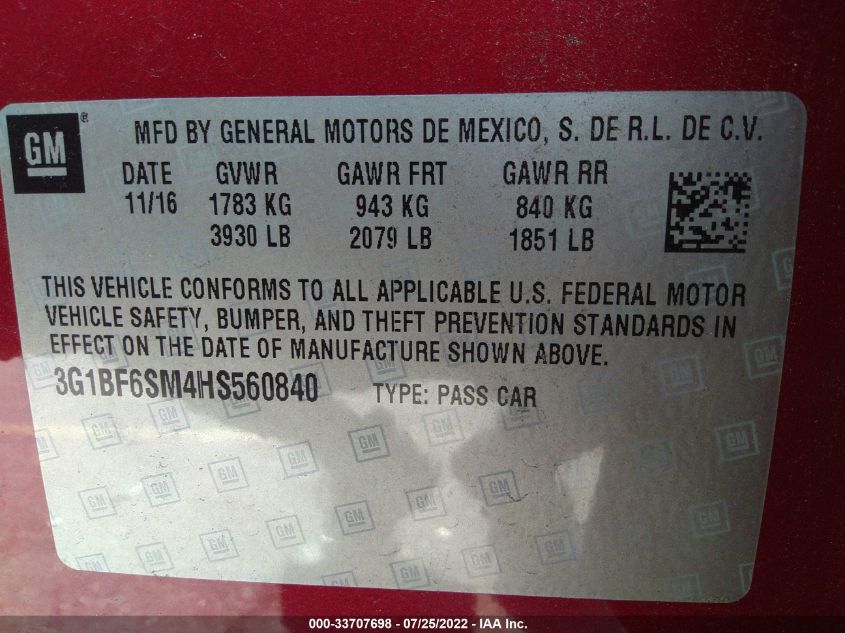 GM®
MFD BY GENERAL MOTORS DE MEXICO, S. DE R.L. DE C.V.
DATE GVWR GAWR FRT GAWR RR
11/16 1783 KG 943 KG 840 KG
3930 LB 2079 LB 1851 LB
THIS VEHICLE CONFORMS TO ALL APPLICABLE U.S. FEDERAL MOTOR
VEHICLE SAFETY, BUMPER, AND THEFT PREVENTION STANDARDS IN
EFFECT ON THE DATE OF MANUFACTURE SHOWN ABOVE.
3G1BF6SM4HS560840 TYPE: PASS CAR
000-33707698 - 07/25/2022 - IAA Inc.